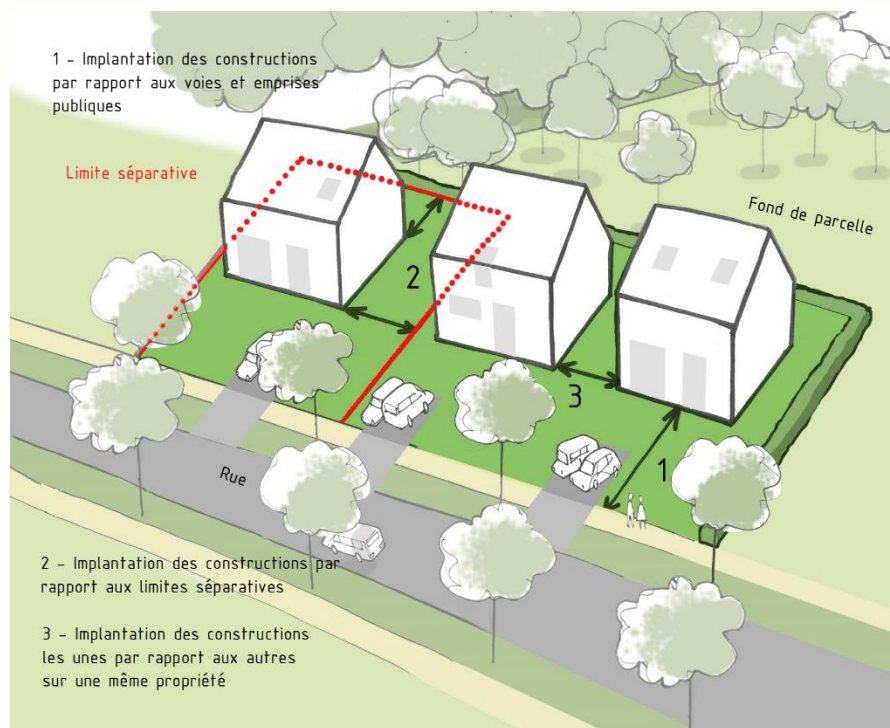 1 - Implantation des constructions
par rapport aux voies et emprises
publiques
Limite séparative
Fond de parcelle
2
3
1
Rue
2 - Implantation des constructions par
rapport aux limites séparatives
3 - Implantation des constructions
les unes par rapport aux autres
sur une même propriété